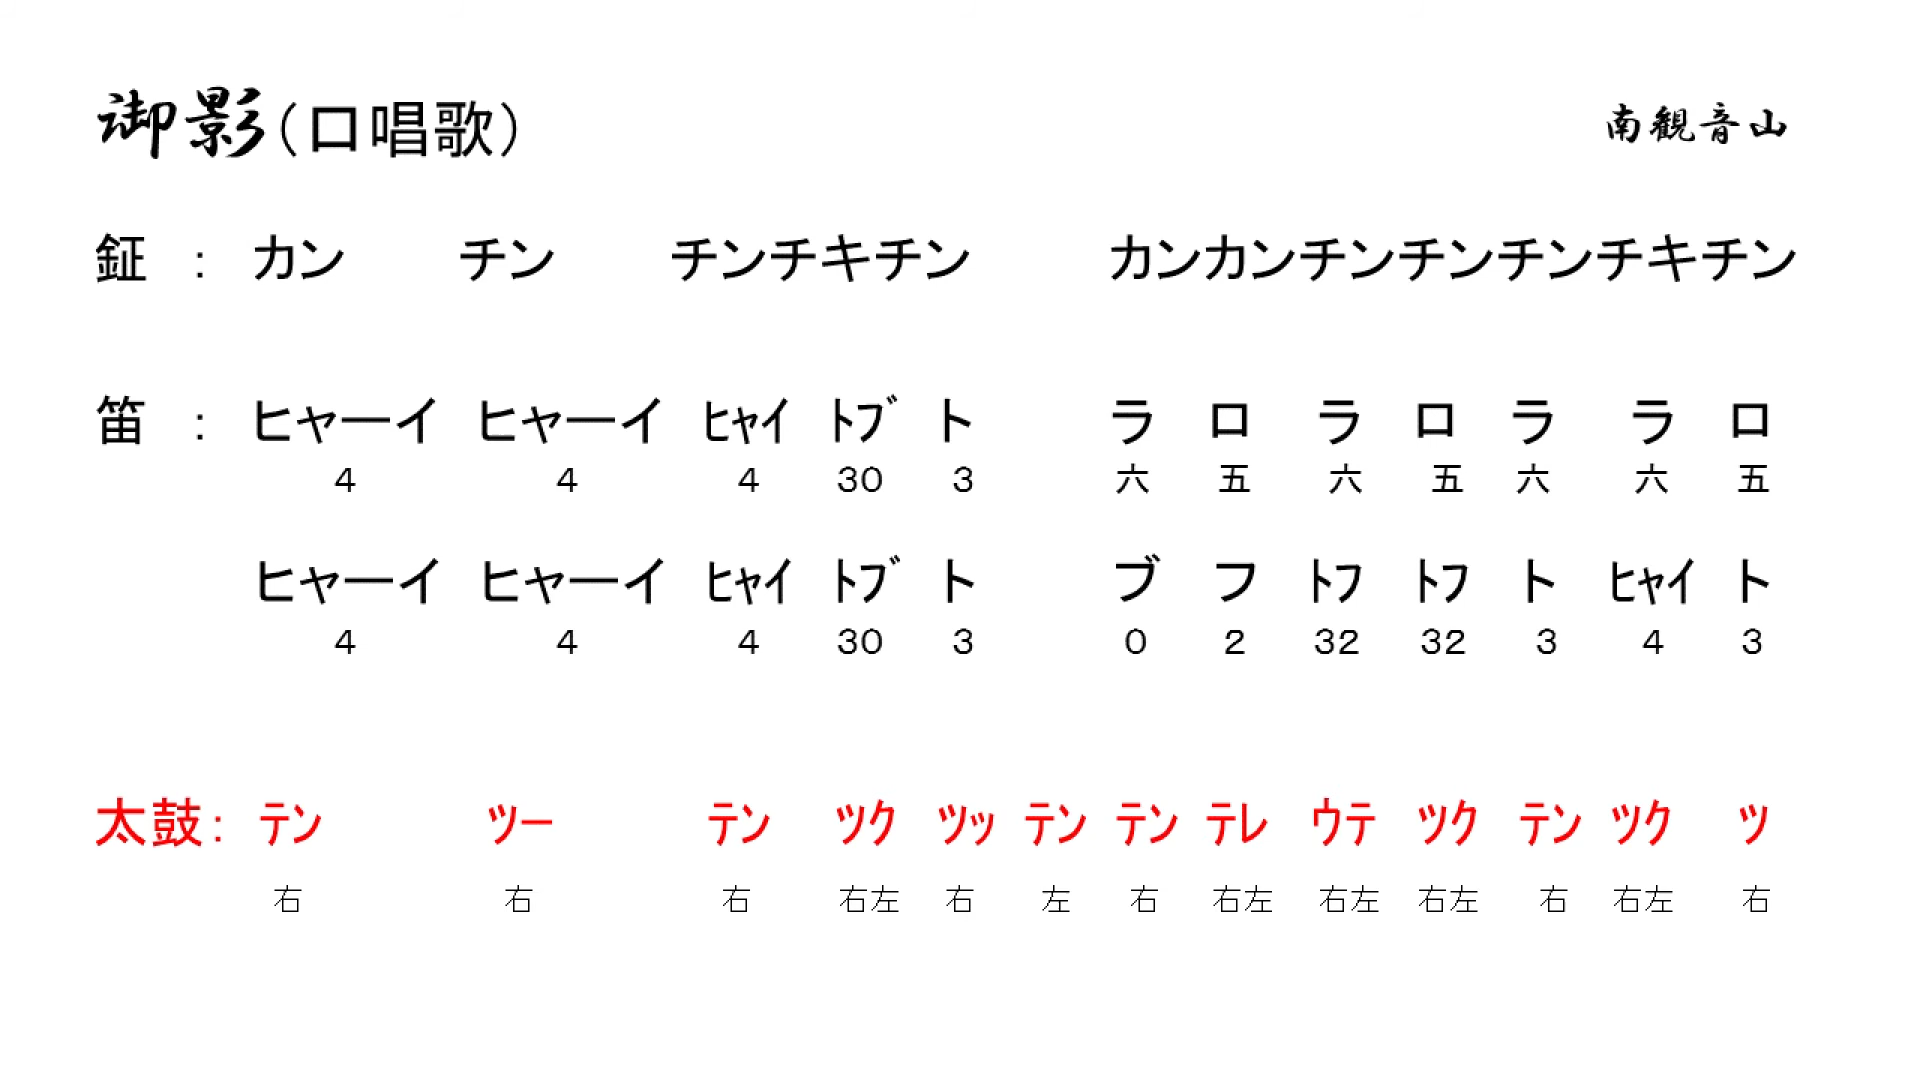 御影(口唱歌) 南観音山
鉦 : カン チン チンチキチン カンカンチンチンチンチキチン
笛 : ヒャーイ ヒャーイ ﾋｬｲ ﾄﾌﾞ ト ラ ロ ラ ロ ラ ラ ロ
4 4 4 30 3 六 五 六 五 六 六 五
ヒャーイ ヒャーイ ﾋｬｲ ﾄﾌﾞ ト ブ フ ﾄﾌ ﾄﾌ ト ﾋｬｲ ト
4 4 4 30 3 0 2 32 32 3 4 3
太鼓: ﾃﾝ ﾂｰ ﾃﾝ ﾂｸ ﾂｯ ﾃﾝ ﾃﾝ ﾃﾚ ｳﾃ ﾂｸ ﾃﾝ ﾂｸ ﾂ
右 右 右 右左 右 左 右 右左 右左 右左 右 右左 右